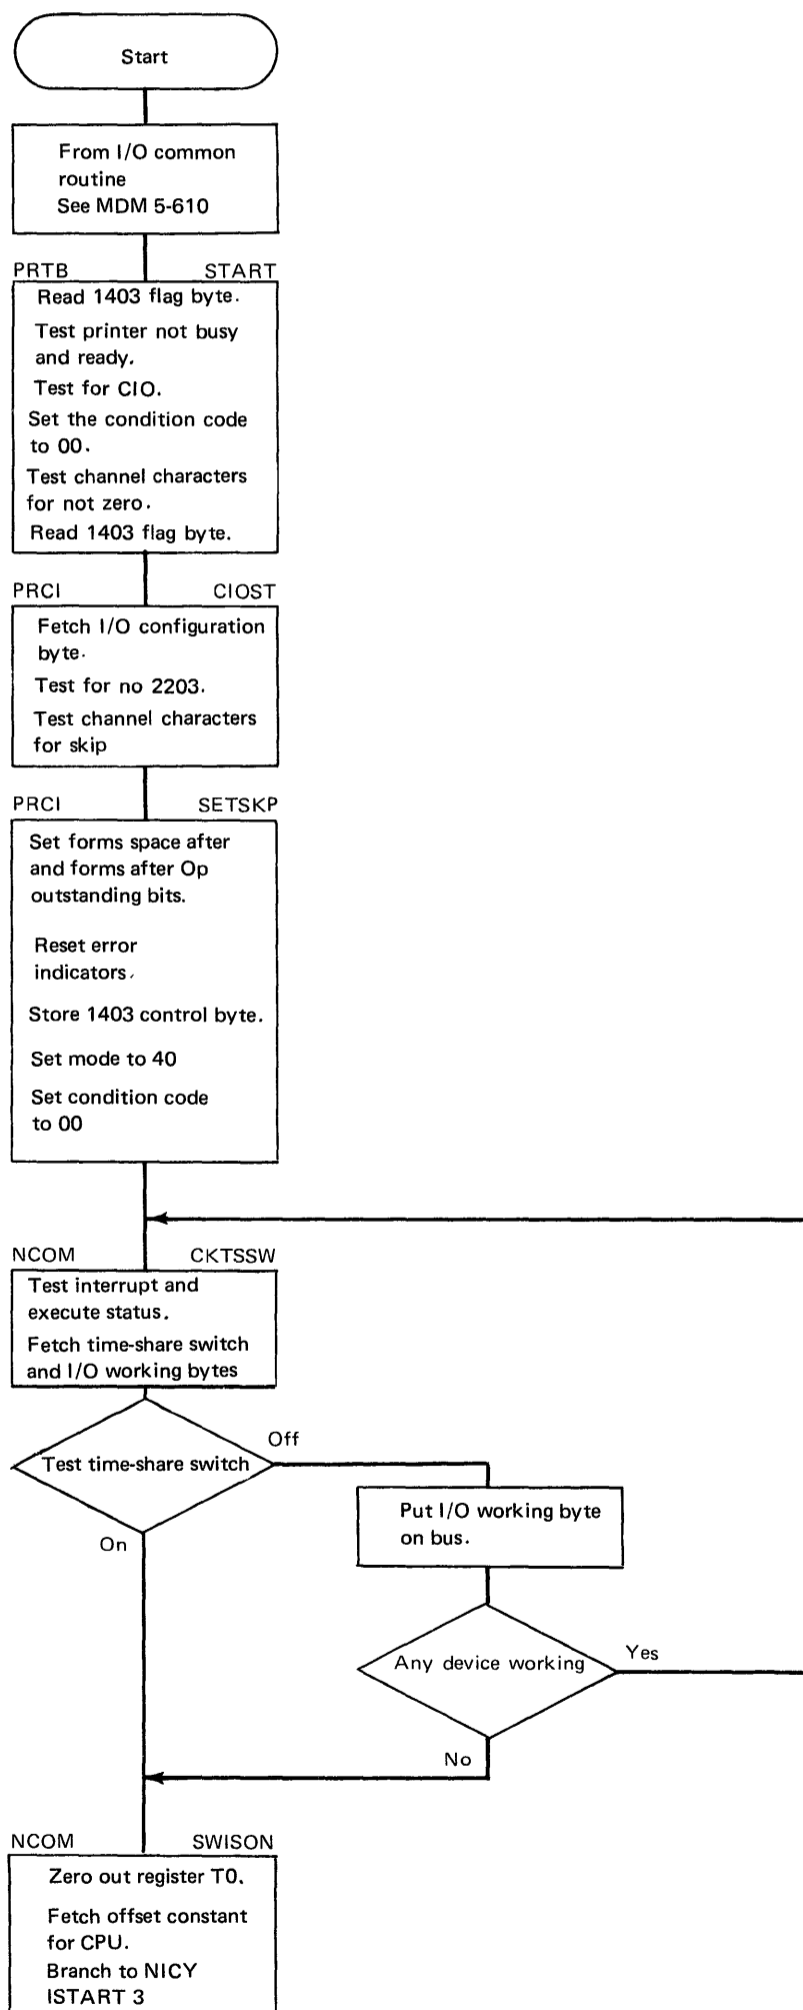 Start
From I/O common
routine
See MDM 5-610
PRTB START
Read 1403 flag byte.
Test printer not busy
and ready.
Test for CIO.
Set the condition code
to 00.
Test channel characters
for not zero.
Read 1403 flag byte.
PRCI CIOST
Fetch I/O configuration
byte.
Test for no 2203.
Test channel characters
for skip
PRCI SETSKP
Set forms space after
and forms after Op
outstanding bits.
Reset error
indicators.
Store 1403 control byte.
Set mode to 40
Set condition code
to 00
NCOM CKTSSW
Test interrupt and
execute status.
Fetch time-share switch
and I/O working bytes
Test time-share switch
Off
On
Put I/O working byte
on bus.
Any device working
Yes
No
NCOM SWISON
Zero out register T0.
Fetch offset constant
for CPU.
Branch to NICY
ISTART 3